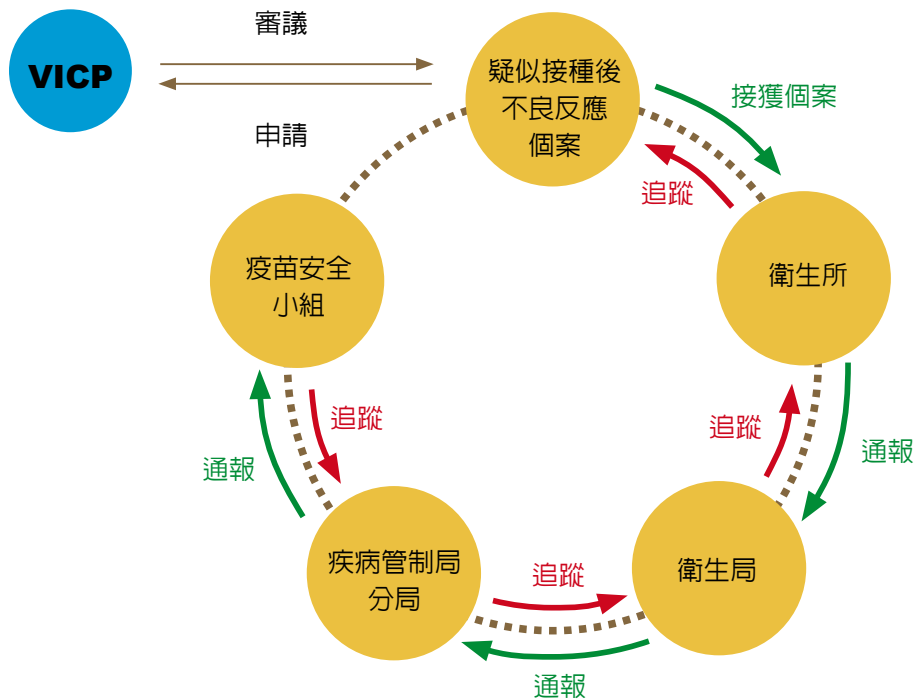 審議
VICP
申請
疑似接種後
不良反應
個案
接獲個案
追蹤
衛生所
追蹤
通報
衛生局
追蹤
通報
疾病管制局
分局
追蹤
通報
疫苗安全
小組